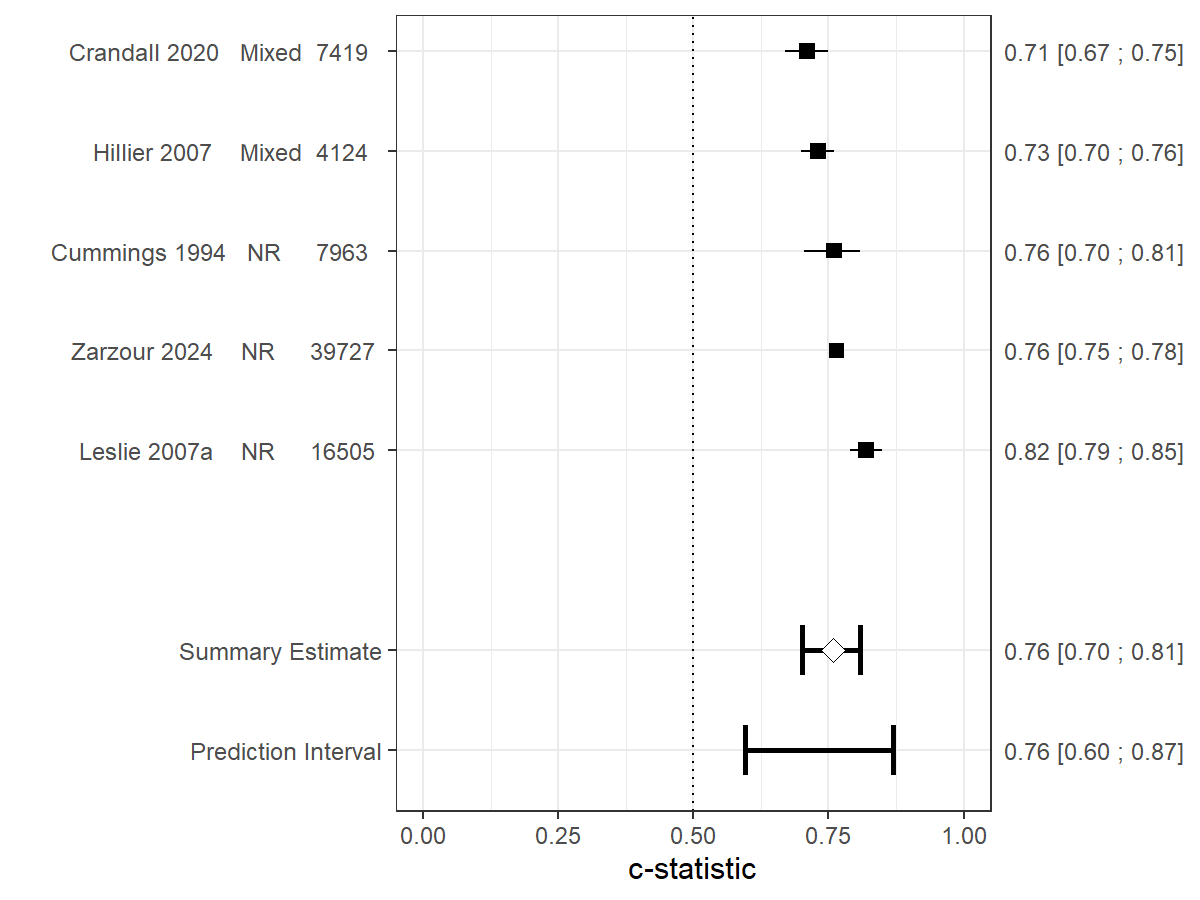 Crandall 2020 Mixed 7419 0.71 [0.67 ; 0.75]
Hillier 2007 Mixed 4124 0.73 [0.70 ; 0.76]
Cummings 1994 NR 7963 0.76 [0.70 ; 0.81]
Zarzour 2024 NR 39727 0.76 [0.75 ; 0.78]
Leslie 2007a NR 16505 0.82 [0.79 ; 0.85]
Summary Estimate 0.76 [0.70 ; 0.81]
Prediction Interval 0.76 [0.60 ; 0.87]
0.00 0.25 0.50 0.75 1.00
c-statistic